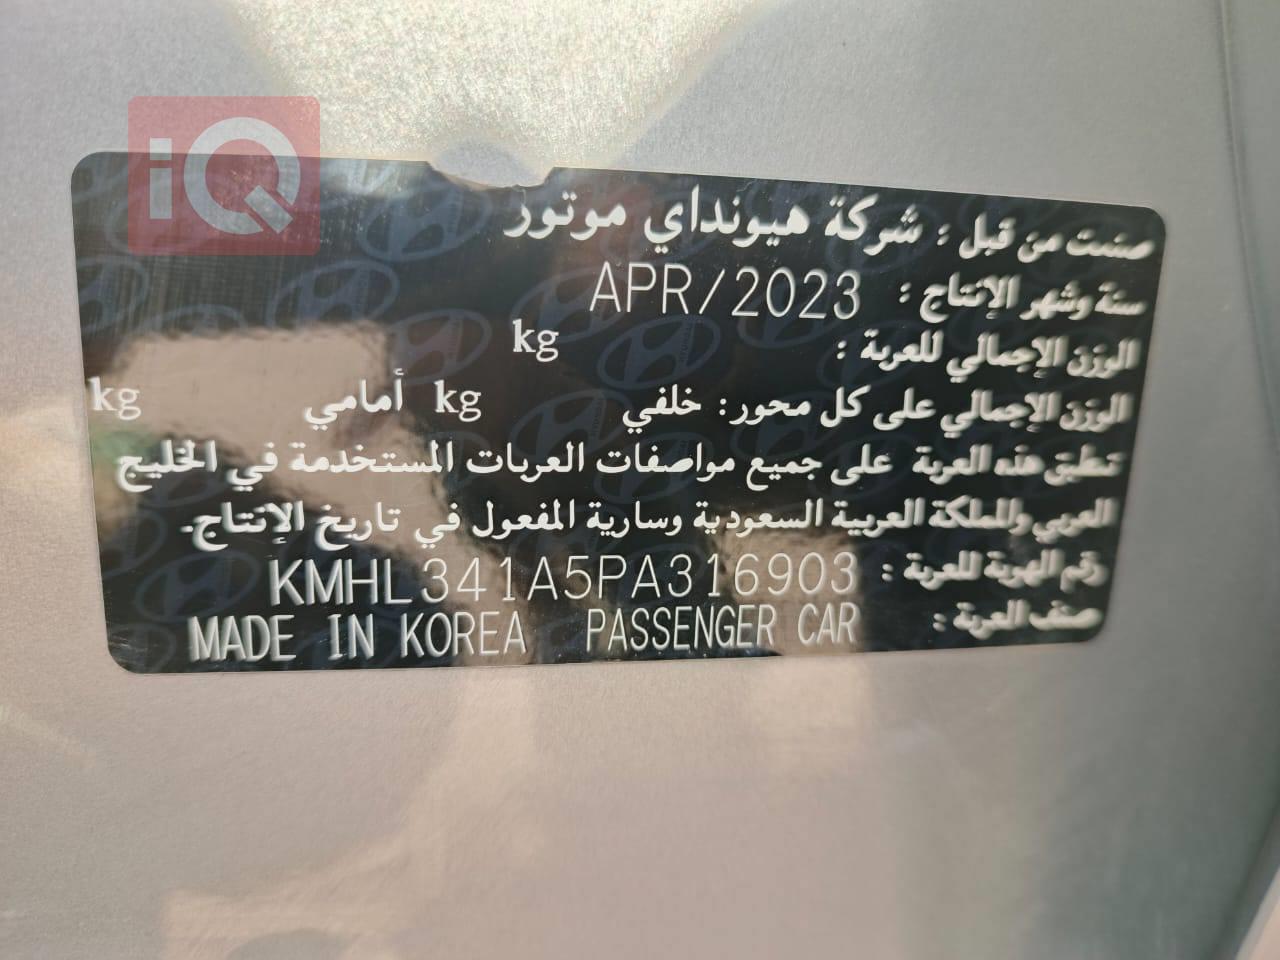 iQ
صنعت من قبل : شركة هيونداي موتور
سنة وشهر الإنتاج : APR/2023
الوزن الإجمالي للعربة : kg
الوزن الإجمالي على كل محور: خلفي kg أمامي kg
تنطبق هذه العربة على جميع مواصفات العربات المستخدمة في الخليج
العربي والمملكة العربية السعودية وسارية المفعول في تاريخ الإنتاج.
رقم الهوية للعربة : KMHL341A5PA316903
صنف العربة : PASSENGER CAR MADE IN KOREA